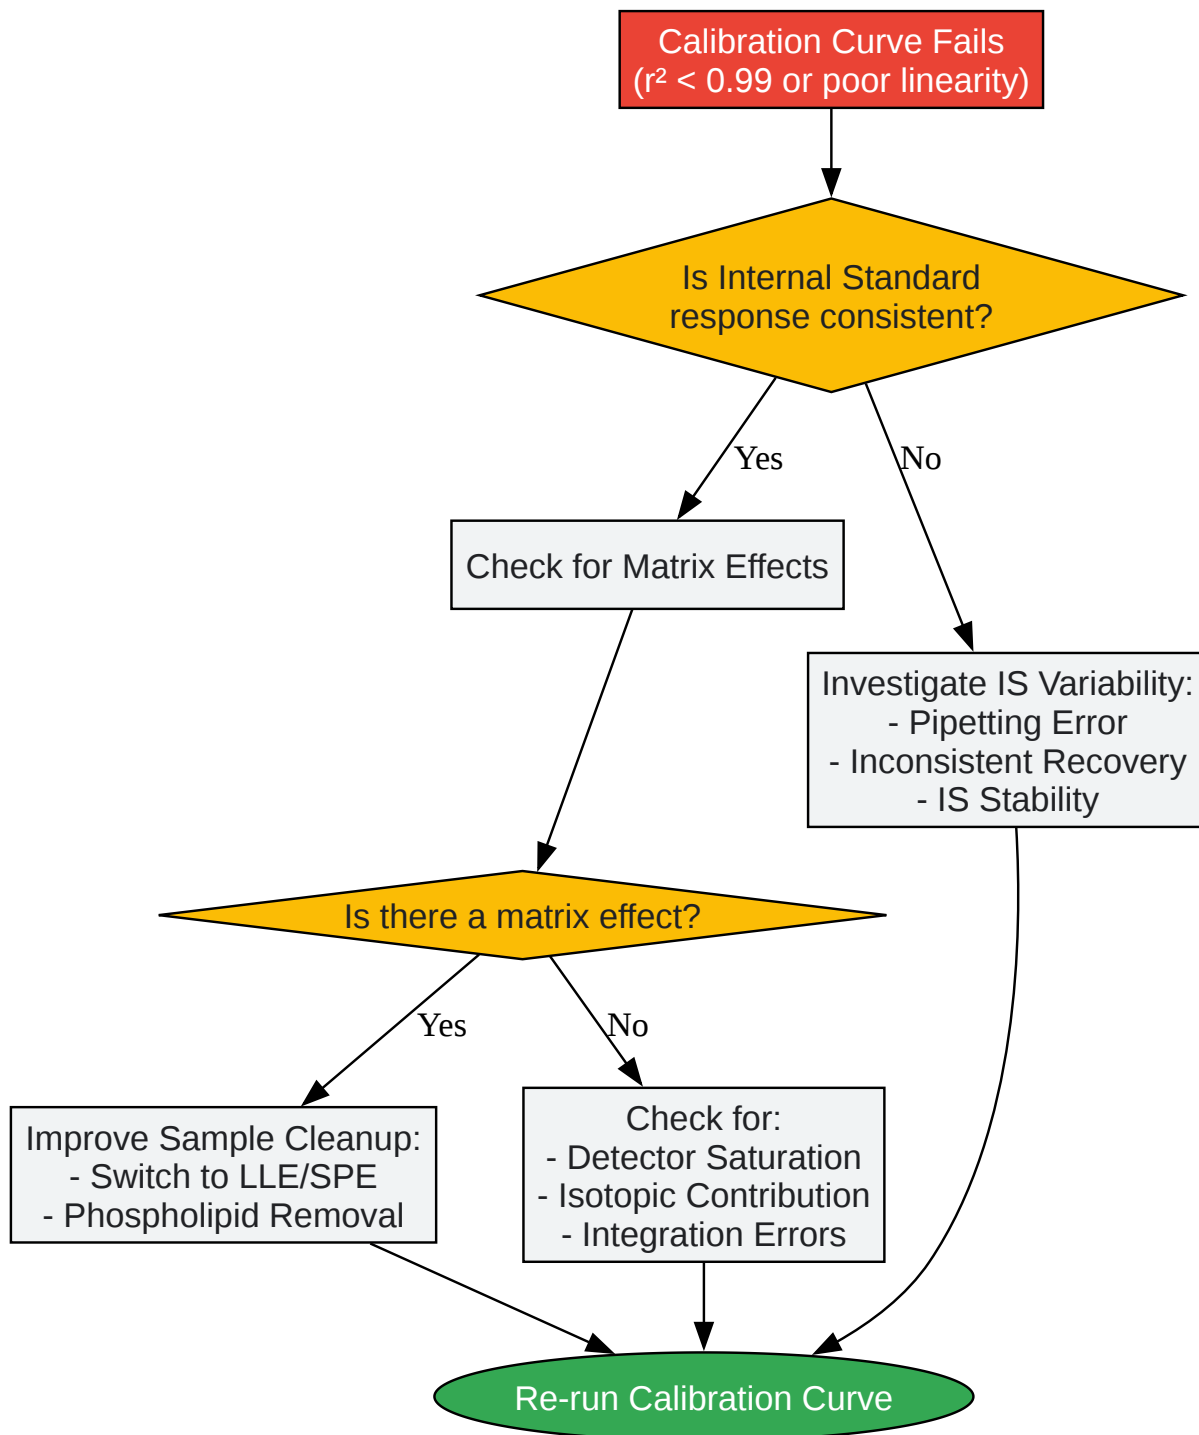 Calibration Curve Fails
(r² < 0.99 or poor linearity)
Is Internal Standard
response consistent?
Yes
No
Check for Matrix Effects
Investigate IS Variability:
- Pipetting Error
- Inconsistent Recovery
- IS Stability
Is there a matrix effect?
Yes
No
Improve Sample Cleanup:
- Switch to LLE/SPE
- Phospholipid Removal
Check for:
- Detector Saturation
- Isotopic Contribution
- Integration Errors
Re-run Calibration Curve